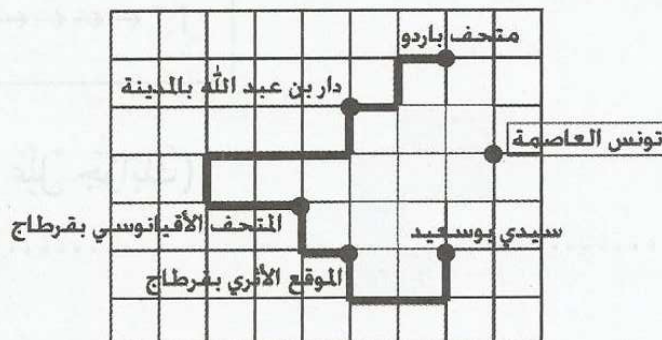 متحف باردو
دار بن عبد الله بالمدينة
تونس العاصمة
المتحف الأقيانوسي بقرطاج
سيدي بوسعيد
الموقع الأثري بقرطاج